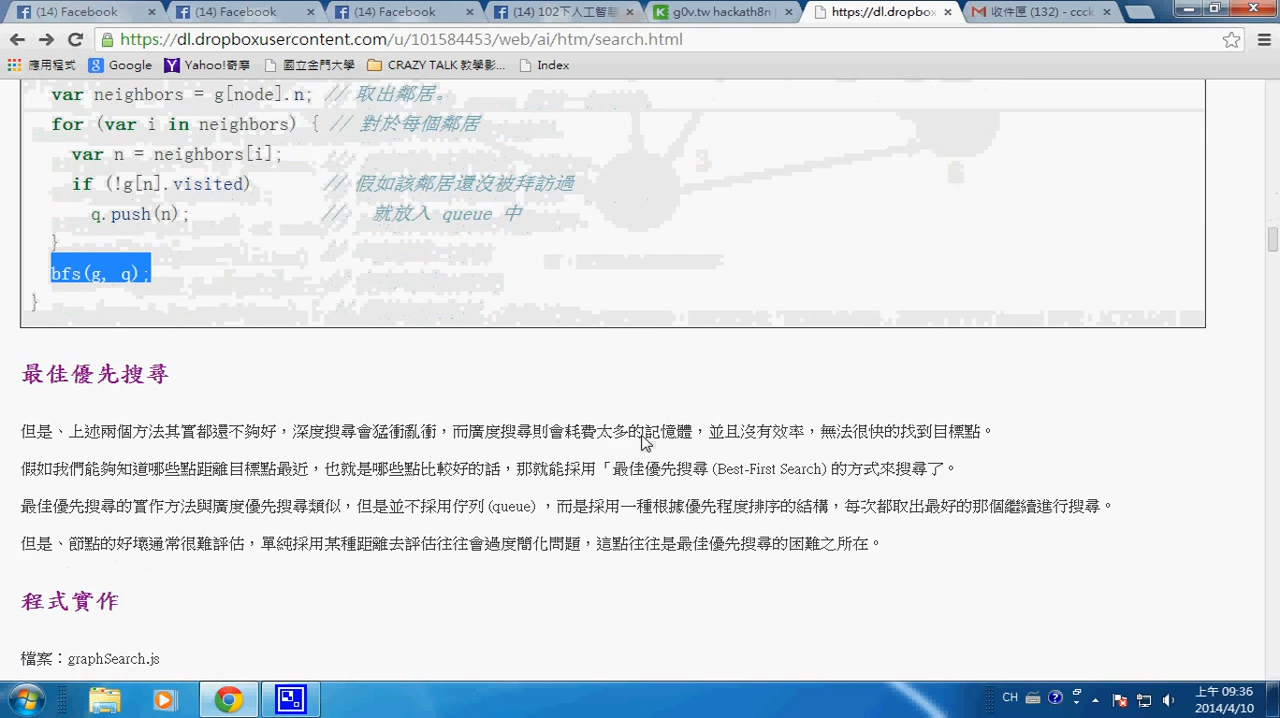 (14) Facebook
(14) Facebook
(14) Facebook
(14) 102下人工智慧
g0v.tw hackath8n |
https://dl.dropbox
收件匣 (132) - ccck
https://dl.dropboxusercontent.com/u/101584453/web/ai/htm/search.html
應用程式
Google
Yahoo!奇摩
國立金門大學
CRAZY TALK 教學影...
Index
var neighbors = g[node].n; // 取出鄰居。
for (var i in neighbors) { // 對於每個鄰居
var n = neighbors[i];
if (!g[n].visited) // 假如該鄰居還沒被拜訪過
q.push(n); // 就放入 queue 中
}
bfs(g, q);
}
最佳優先搜尋
但是、上述兩個方法其實都還不夠好，深度搜尋會猛衝亂衝，而廣度搜尋則會耗費太多的記憶體，並且沒有效率，無法很快的找到目標點。
假如我們能夠知道哪些點距離目標點最近，也就是哪些點比較好的話，那就能採用「最佳優先搜尋 (Best-First Search) 的方式來搜尋了。
最佳優先搜尋的實作方法與廣度優先搜尋類似，但是並不採用佇列 (queue) ，而是採用一種根據優先程度排序的結構，每次都取出最好的那個繼續進行搜尋。
但是、節點的好壞通常很難評估，單純採用某種距離去評估往往會過度簡化問題，這點往往是最佳優先搜尋的困難之所在。
程式實作
檔案：graphSearch.js
CH
上午 09:36
2014/4/10